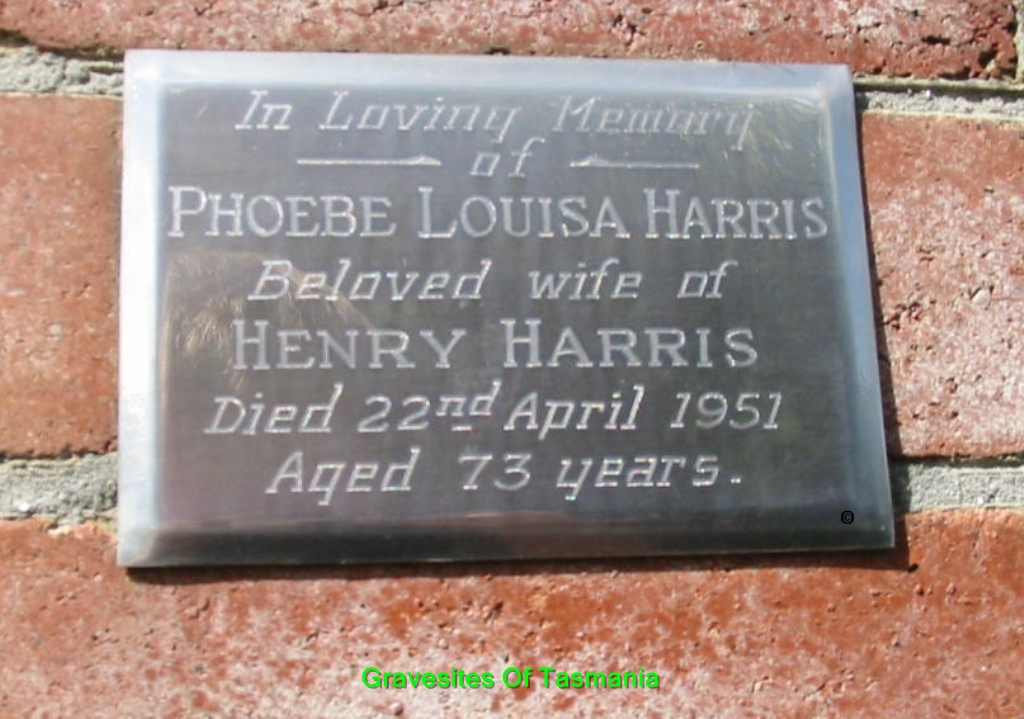 In Loving Memory
of
PHOEBE LOUISA HARRIS
Beloved wife of
HENRY HARRIS
Died 22nd April 1951
Aged 73 years.
©
Gravesites Of Tasmania